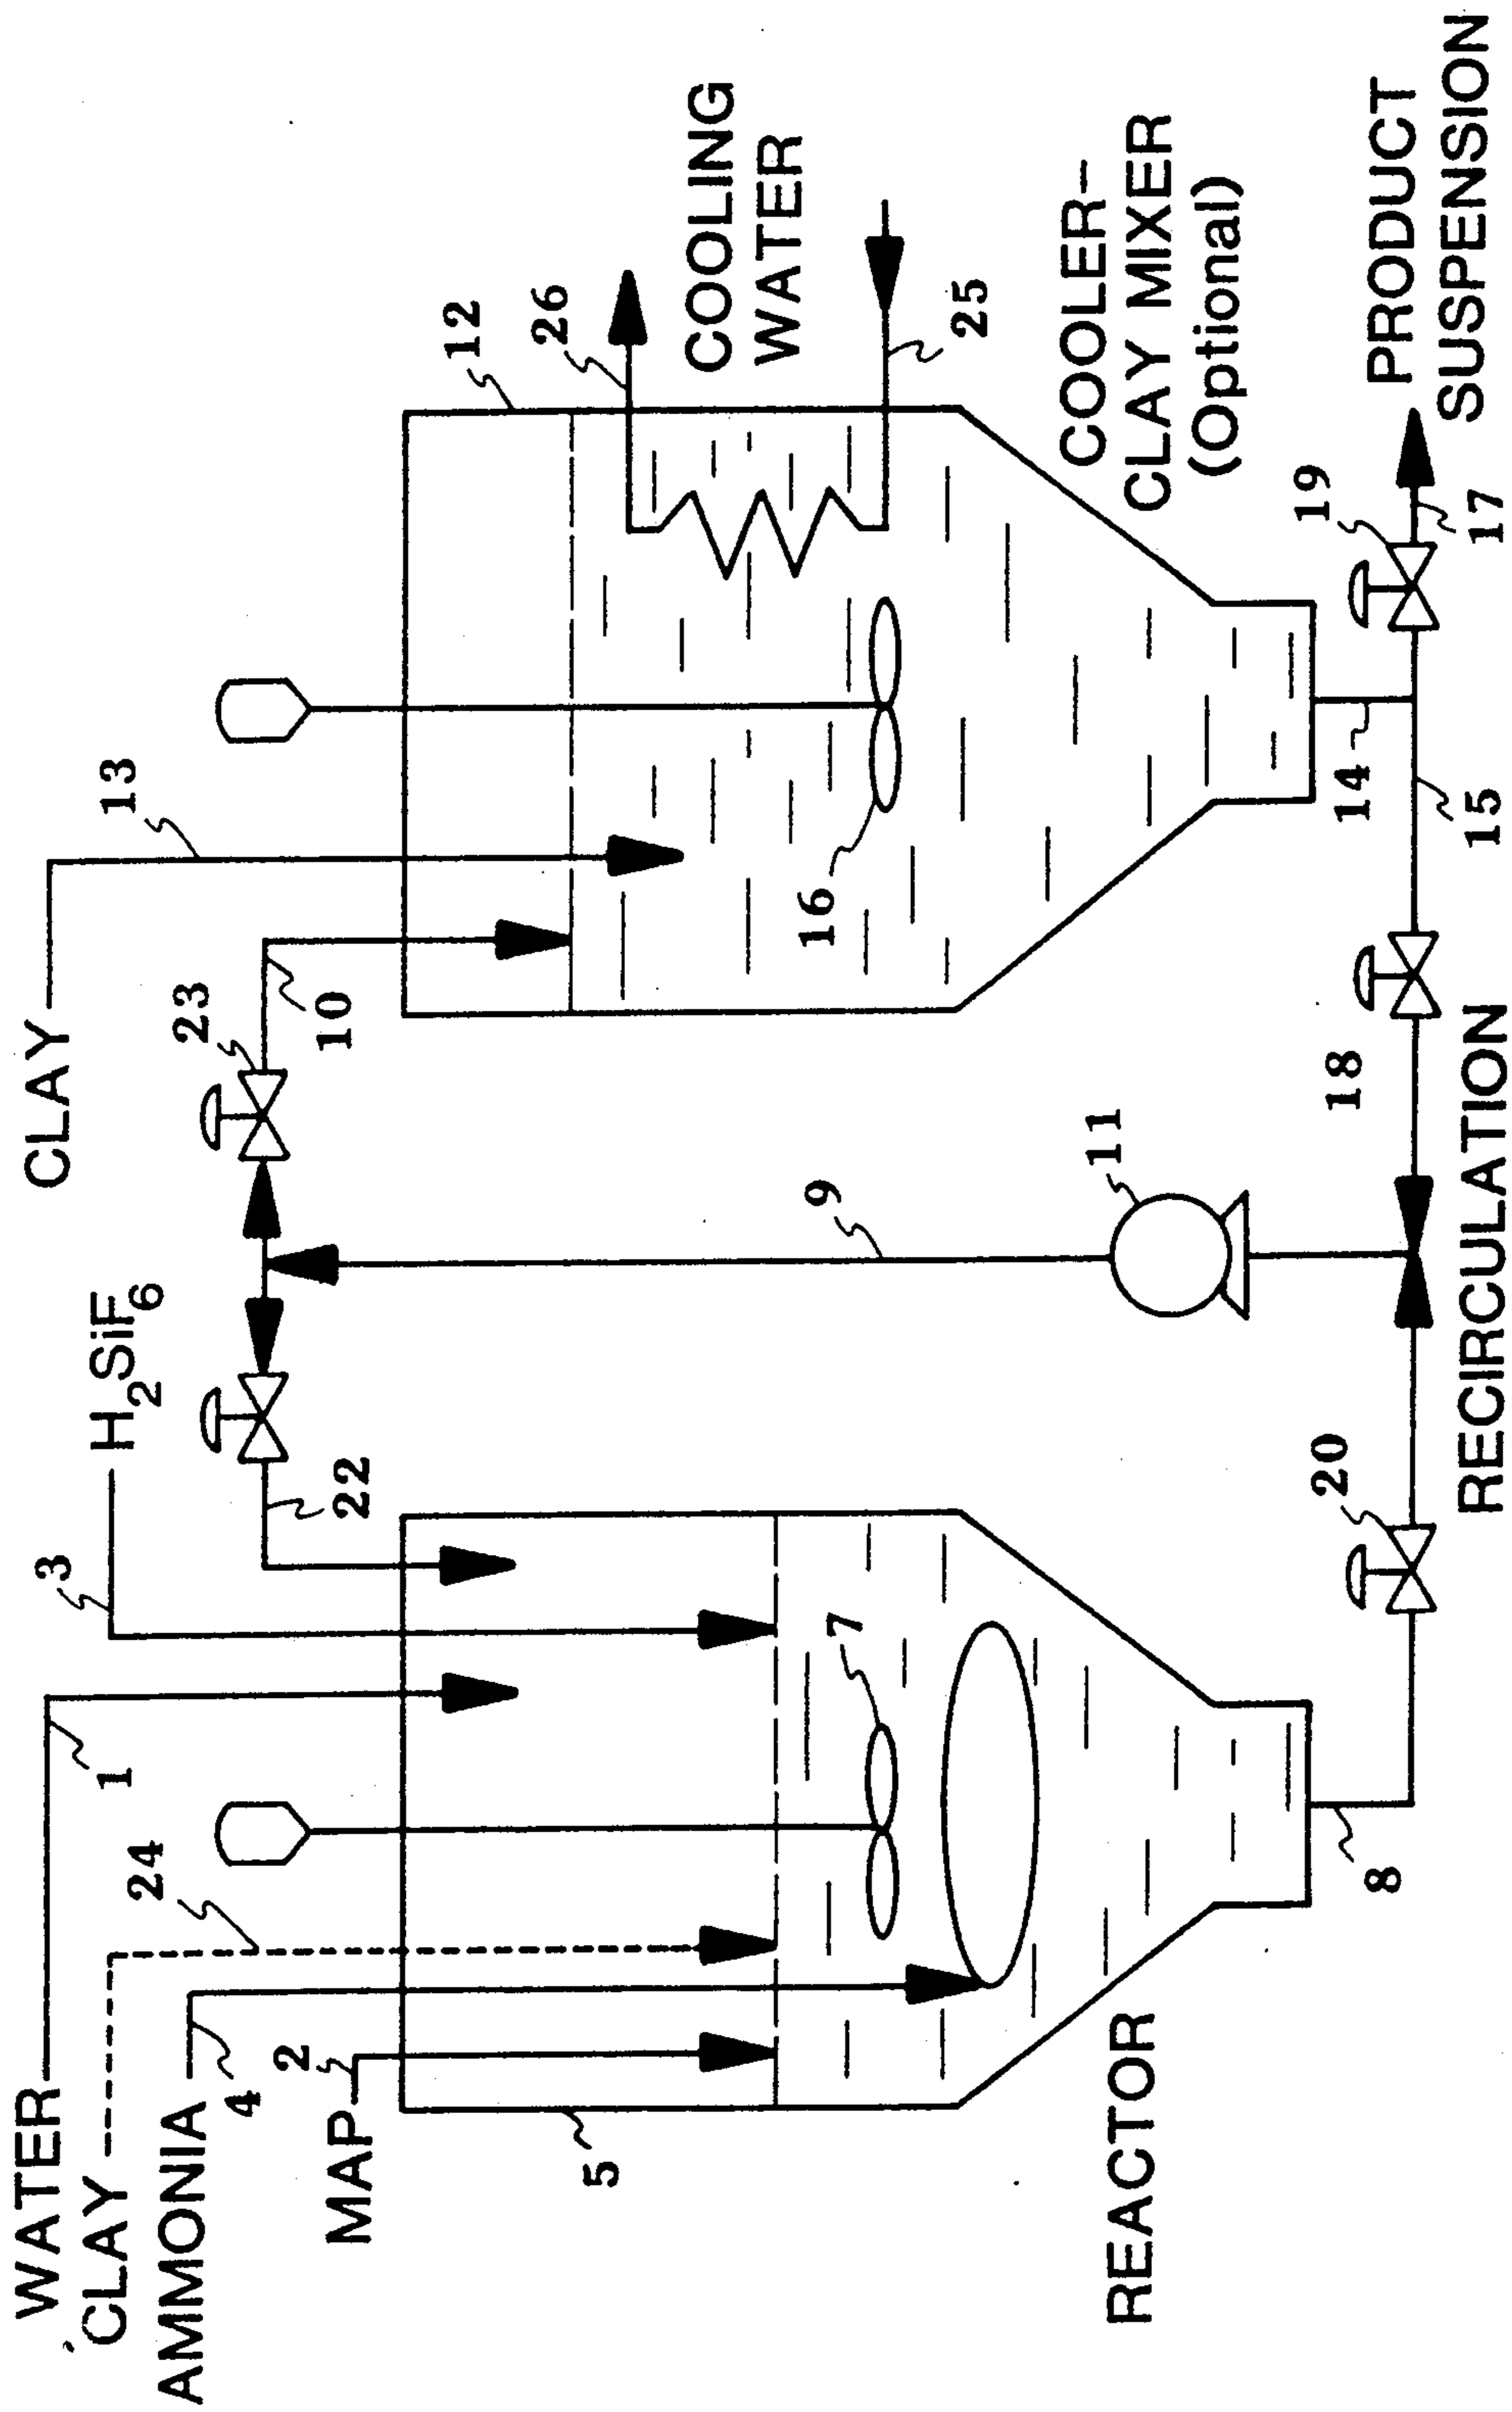 WATER
CLAY
3
CLAY
1
H₂SiF₆
13
24
AMMONIA
23
4
2
10
MAP
22
12
26
5
COOLING
WATER
16
9
7
25
11
REACTOR
COOLER-
CLAY MIXER
(Optional)
19
20
18
14
8
PRODUCT
SUSPENSION
RECIRCULATION
15
17